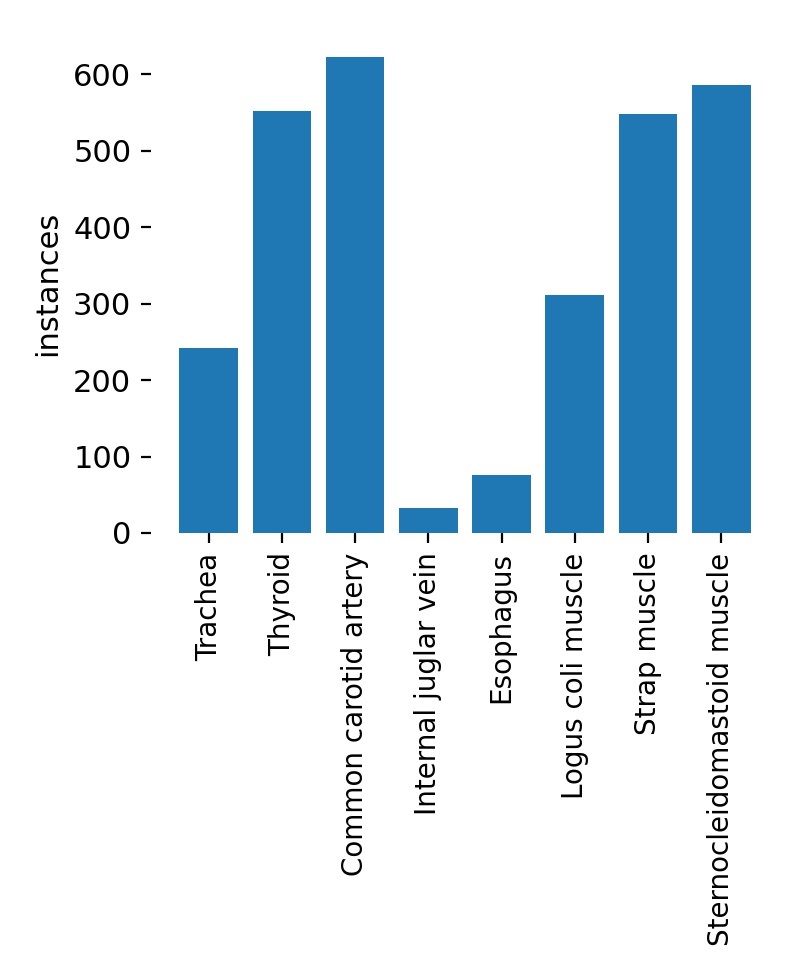 600
500
400
300
200
100
0
instances
Trachea
Thyroid
Common carotid artery
Internal juglar vein
Esophagus
Logus coli muscle
Strap muscle
Sternocleidomastoid muscle